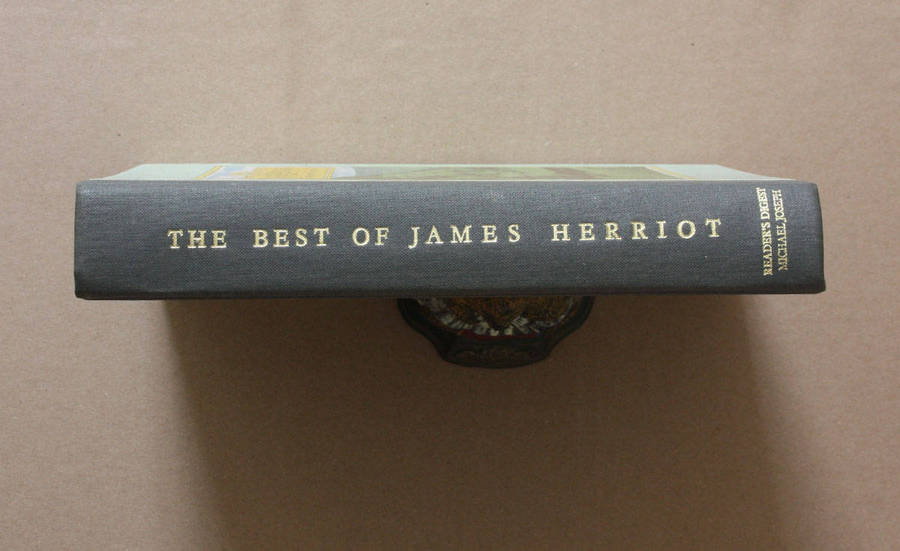 THE BEST OF JAMES HERRIOT
READER'S DIGEST
MICHAEL JOSEPH